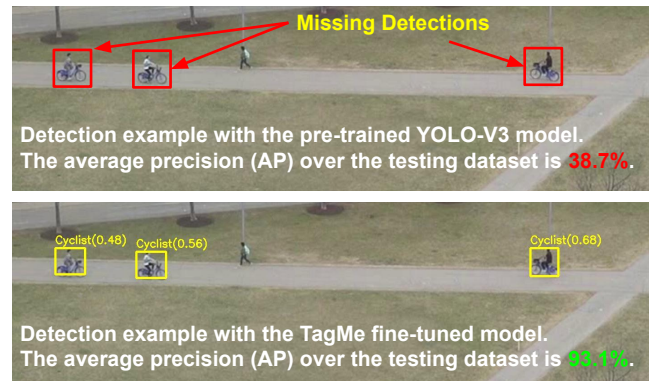 Missing Detections
Detection example with the pre-trained YOLO-V3 model.
The average precision (AP) over the testing dataset is 38.7%.
Cyclist(0.48)
Cyclist(0.56)
Cyclist(0.68)
Detection example with the TagMe fine-tuned model.
The average precision (AP) over the testing dataset is 93.1%.